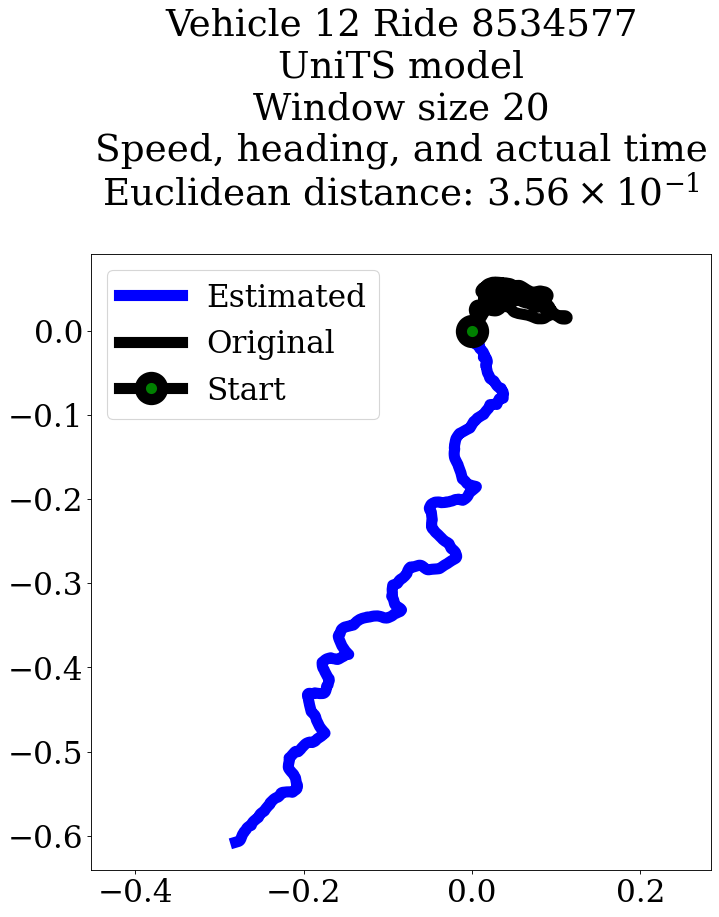 Vehicle 12 Ride 8534577
UniTS model
Window size 20
Speed, heading, and actual time
Euclidean distance: 3.56 × 10⁻¹
Estimated
Original
Start
0.0
−0.1
−0.2
−0.3
−0.4
−0.5
−0.6
−0.4 −0.2 0.0 0.2